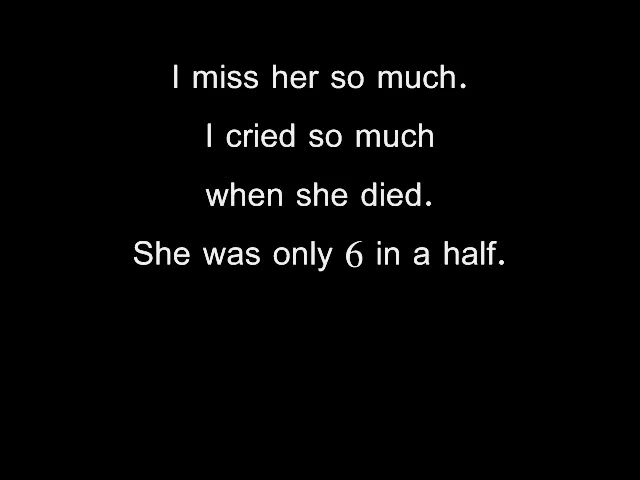 I miss her so much.
I cried so much
when she died.
She was only 6 in a half.